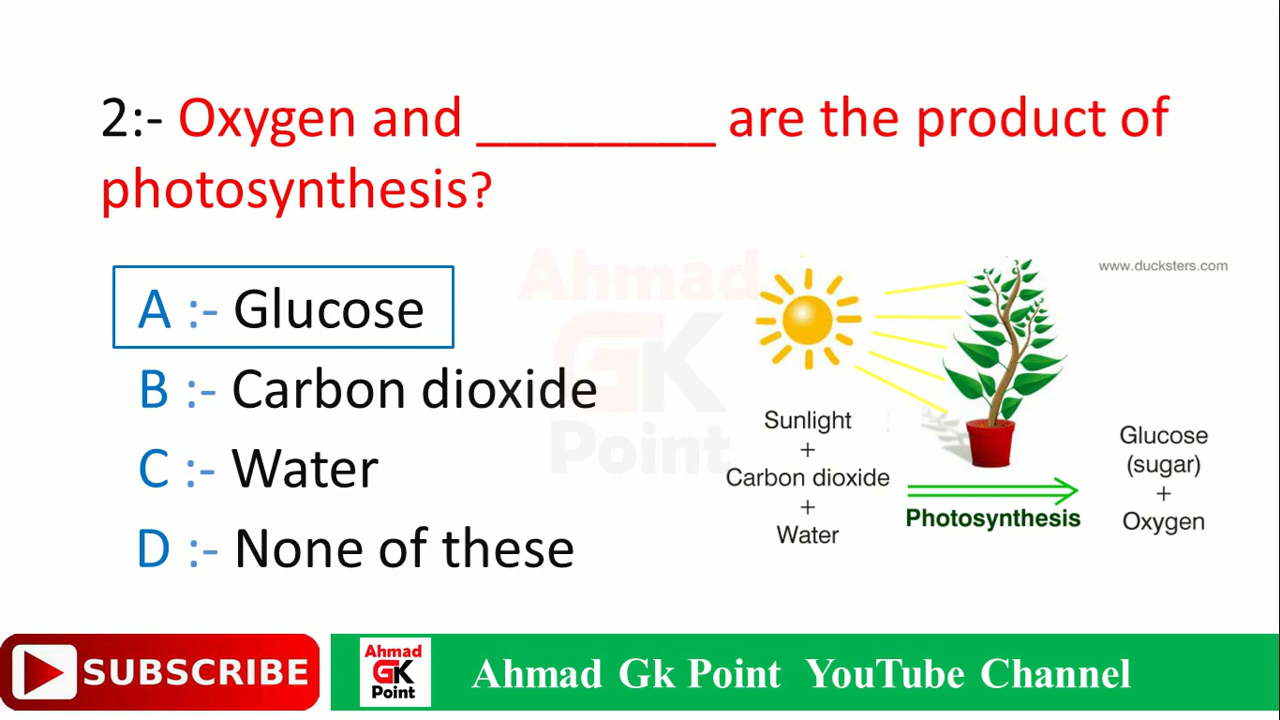 2:- Oxygen and ________ are the product of
photosynthesis?
A :- Glucose
B :- Carbon dioxide
C :- Water
D :- None of these
Ahmad
GK
Point
www.ducksters.com
Sunlight
+
Carbon dioxide
+
Water
Photosynthesis
Glucose
(sugar)
+
Oxygen
SUBSCRIBE
Ahmad
GK
Point
Ahmad Gk Point YouTube Channel